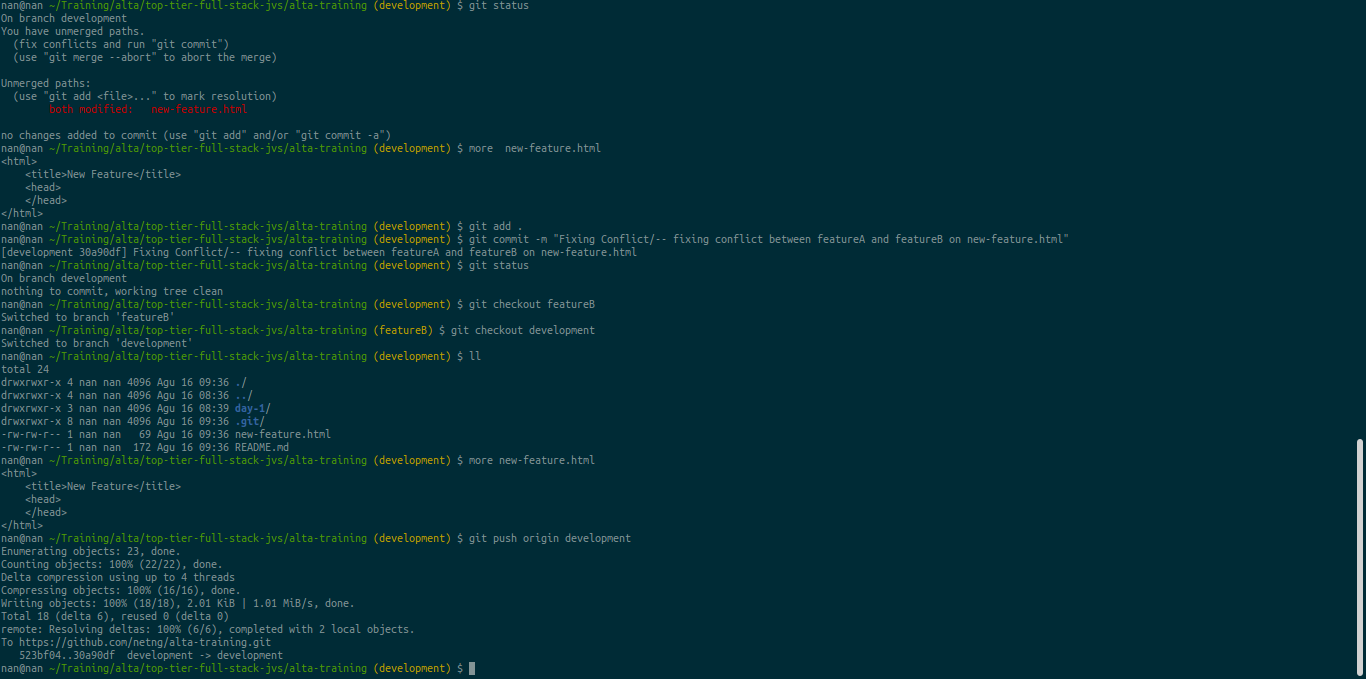 nan@nan ~/Training/alta/top-tier-full-stack-jvs/alta-training (development) $ git status
On branch development
You have unmerged paths.
  (fix conflicts and run "git commit")
  (use "git merge --abort" to abort the merge)

Unmerged paths:
  (use "git add <file>..." to mark resolution)
        both modified:   new-feature.html

no changes added to commit (use "git add" and/or "git commit -a")
nan@nan ~/Training/alta/top-tier-full-stack-jvs/alta-training (development) $ more  new-feature.html
<html>
    <title>New Feature</title>
    <head>
    </head>
</html>
nan@nan ~/Training/alta/top-tier-full-stack-jvs/alta-training (development) $ git add .
nan@nan ~/Training/alta/top-tier-full-stack-jvs/alta-training (development) $ git commit -m "Fixing Conflict/-- fixing conflict between featureA and featureB on new-feature.html"
[development 30a90df] Fixing Conflict/-- fixing conflict between featureA and featureB on new-feature.html
nan@nan ~/Training/alta/top-tier-full-stack-jvs/alta-training (development) $ git status
On branch development
nothing to commit, working tree clean
nan@nan ~/Training/alta/top-tier-full-stack-jvs/alta-training (development) $ git checkout featureB
Switched to branch 'featureB'
nan@nan ~/Training/alta/top-tier-full-stack-jvs/alta-training (featureB) $ git checkout development
Switched to branch 'development'
nan@nan ~/Training/alta/top-tier-full-stack-jvs/alta-training (development) $ ll
total 24
drwxrwxr-x 4 nan nan 4096 Agu 16 09:36 ./
drwxrwxr-x 4 nan nan 4096 Agu 16 08:36 ../
drwxrwxr-x 3 nan nan 4096 Agu 16 08:39 day-1/
drwxrwxr-x 8 nan nan 4096 Agu 16 09:36 .git/
-rw-rw-r-- 1 nan nan   69 Agu 16 09:36 new-feature.html
-rw-rw-r-- 1 nan nan  172 Agu 16 09:36 README.md
nan@nan ~/Training/alta/top-tier-full-stack-jvs/alta-training (development) $ more new-feature.html
<html>
    <title>New Feature</title>
    <head>
    </head>
</html>
nan@nan ~/Training/alta/top-tier-full-stack-jvs/alta-training (development) $ git push origin development
Enumerating objects: 23, done.
Counting objects: 100% (22/22), done.
Delta compression using up to 4 threads
Compressing objects: 100% (16/16), done.
Writing objects: 100% (18/18), 2.01 KiB | 1.01 MiB/s, done.
Total 18 (delta 6), reused 0 (delta 0)
remote: Resolving deltas: 100% (6/6), completed with 2 local objects.
To https://github.com/netng/alta-training.git
   523bf04..30a90df  development -> development
nan@nan ~/Training/alta/top-tier-full-stack-jvs/alta-training (development) $